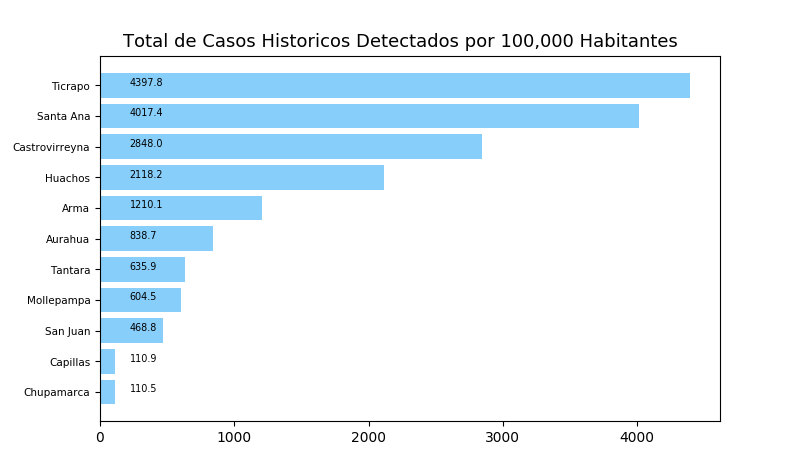 Total de Casos Historicos Detectados por 100,000 Habitantes
Ticrapo 4397.8
Santa Ana 4017.4
Castrovirreyna 2848.0
Huachos 2118.2
Arma 1210.1
Aurahua 838.7
Tantara 635.9
Mollepampa 604.5
San Juan 468.8
Capillas 110.9
Chupamarca 110.5
0 1000 2000 3000 4000